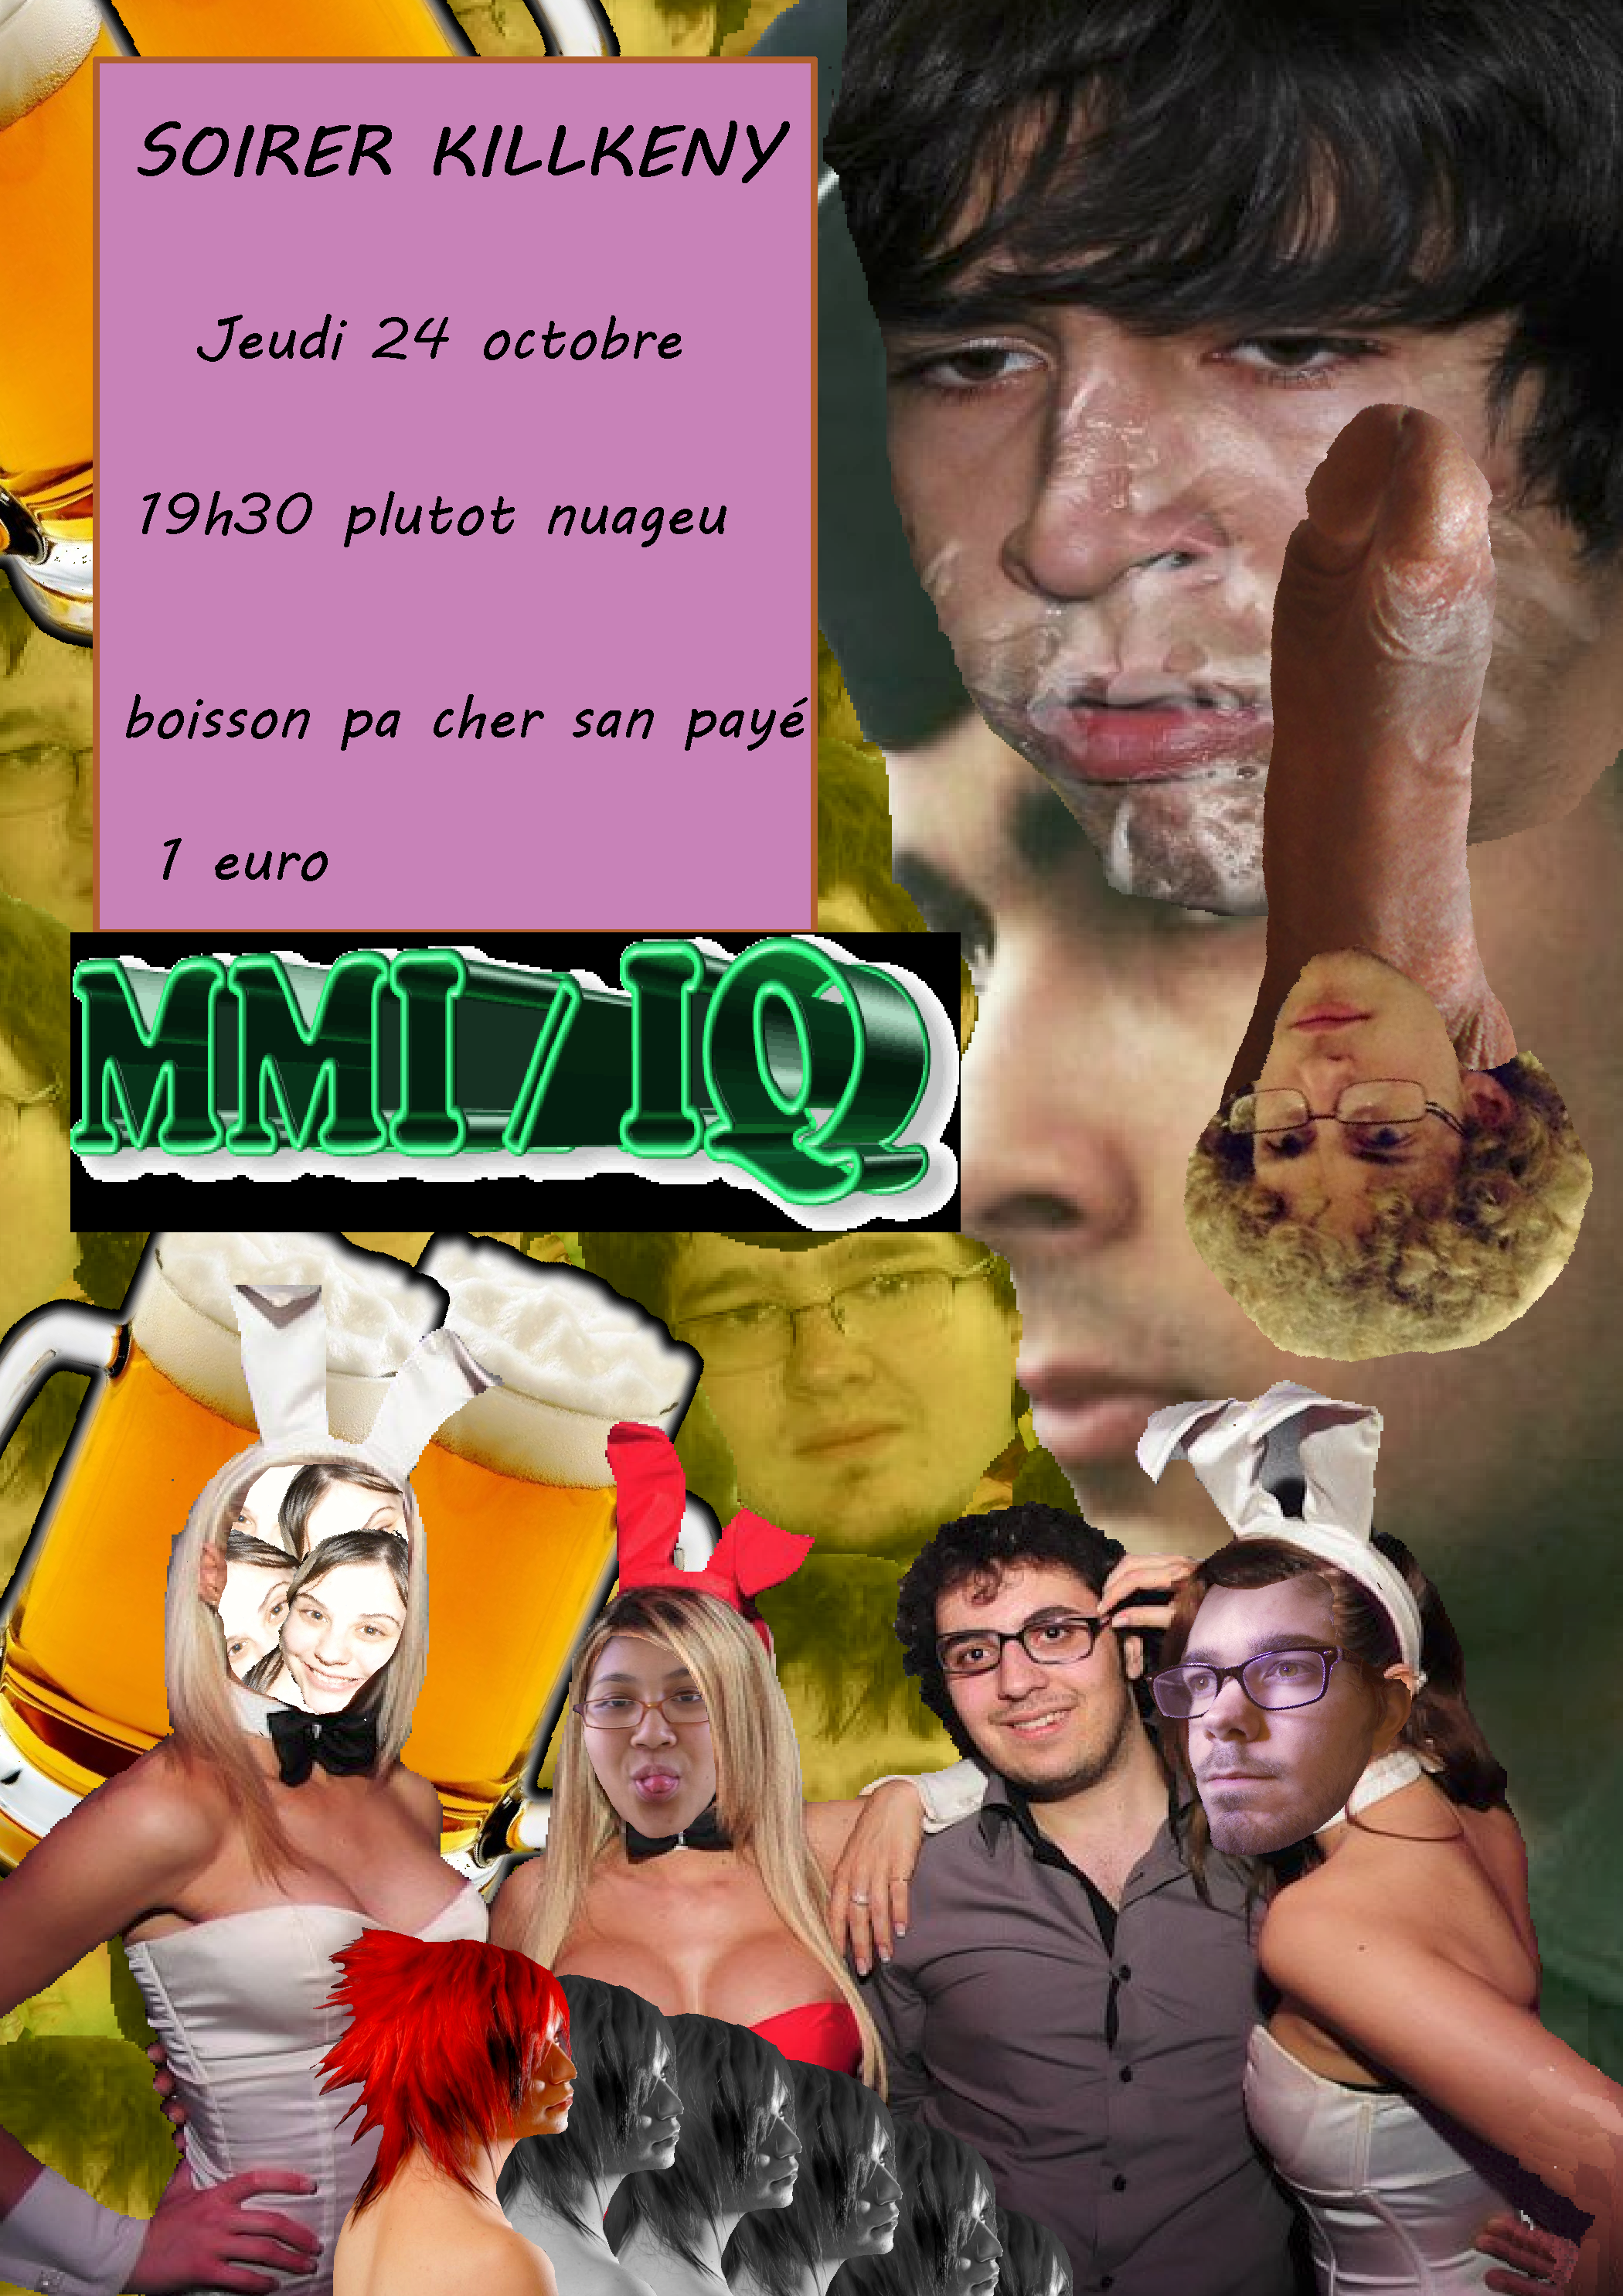 SOIRER KILLKENY
Jeudi 24 octobre
19h30 plutot nuageu
boisson pa cher san payé
1 euro
MMI / IQ